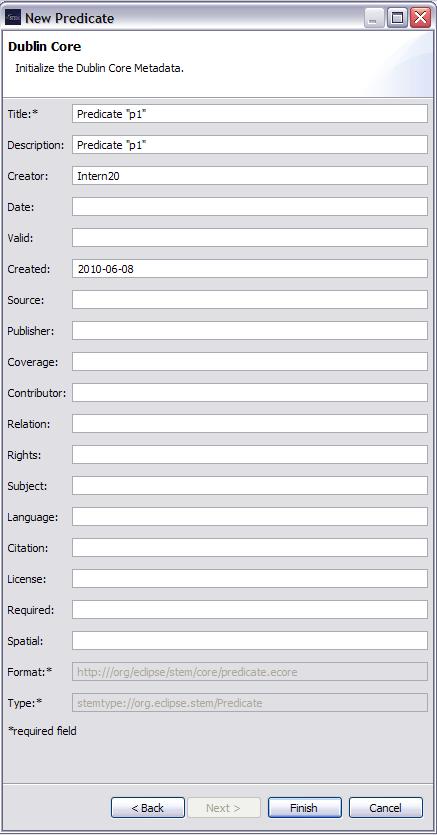 New Predicate
Dublin Core
Initialize the Dublin Core Metadata.
Title:* Predicate "p1"
Description: Predicate "p1"
Creator: Intern20
Date:
Valid:
Created: 2010-06-08
Source:
Publisher:
Coverage:
Contributor:
Relation:
Rights:
Subject:
Language:
Citation:
License:
Required:
Spatial:
Format:* http:///org/eclipse/stem/core/predicate.ecore
Type:* stemtype://org.eclipse.stem/Predicate
*required field
< Back Next > Finish Cancel